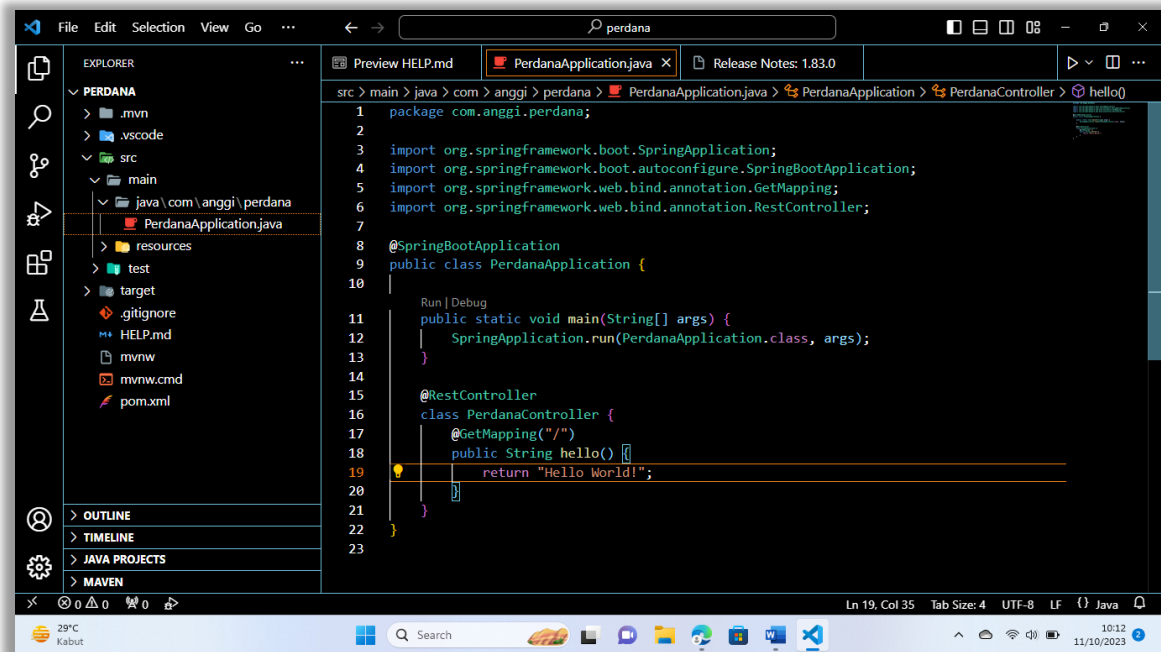 File Edit Selection View Go ···
perdana
EXPLORER ···
PERDANA
.mvn
.vscode
src
main
java\com\anggi\perdana
PerdanaApplication.java
resources
test
target
.gitignore
HELP.md
mvnw
mvnw.cmd
pom.xml
OUTLINE
TIMELINE
JAVA PROJECTS
MAVEN
Preview HELP.md PerdanaApplication.java Release Notes: 1.83.0
src > main > java > com > anggi > perdana > PerdanaApplication.java > PerdanaApplication > PerdanaController > hello()
1 package com.anggi.perdana;
2
3 import org.springframework.boot.SpringApplication;
4 import org.springframework.boot.autoconfigure.SpringBootApplication;
5 import org.springframework.web.bind.annotation.GetMapping;
6 import org.springframework.web.bind.annotation.RestController;
7
8 @SpringBootApplication
9 public class PerdanaApplication {
10
Run | Debug
11 public static void main(String[] args) {
12 SpringApplication.run(PerdanaApplication.class, args);
13 }
14
15 @RestController
16 class PerdanaController {
17 @GetMapping("/")
18 public String hello() {
19 return "Hello World!";
20 }
21 }
22 }
23
0 0 0 Ln 19, Col 35 Tab Size: 4 UTF-8 LF {} Java
29°C
Kabut
Search
10:12
11/10/2023
2